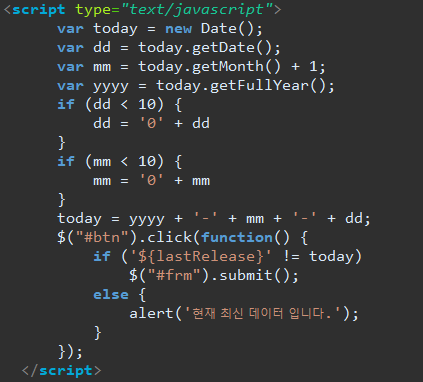 <script type="text/javascript">
var today = new Date();
var dd = today.getDate();
var mm = today.getMonth() + 1;
var yyyy = today.getFullYear();
if (dd < 10) {
dd = '0' + dd
}
if (mm < 10) {
mm = '0' + mm
}
today = yyyy + '-' + mm + '-' + dd;
$("#btn").click(function() {
if ('${lastRelease}' != today)
$("#frm").submit();
else {
alert('현재 최신 데이터 입니다.');
}
});
</script>